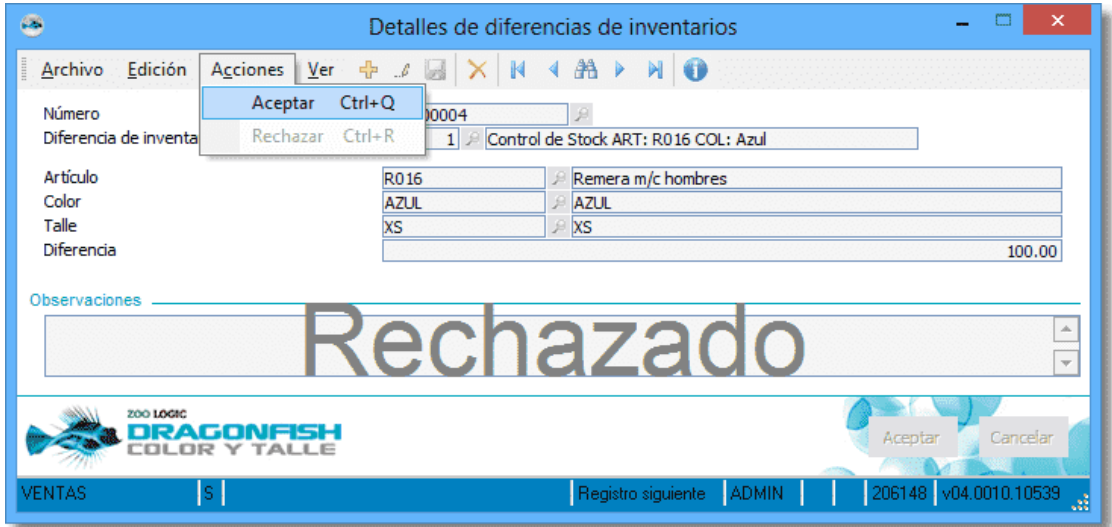 Detalles de diferencias de inventarios
Archivo Edición Acciones Ver
Aceptar Ctrl+Q
Rechazar Ctrl+R
Número 00004
Diferencia de inventa 1 Control de Stock ART: R016 COL: Azul
Artículo R016 Remera m/c hombres
Color AZUL AZUL
Talle XS XS
Diferencia 100.00
Observaciones
Rechazado
ZOO LOGIC
DRAGONFISH
COLOR Y TALLE
Aceptar Cancelar
VENTAS S Registro siguiente ADMIN 206148 v04.0010.10539